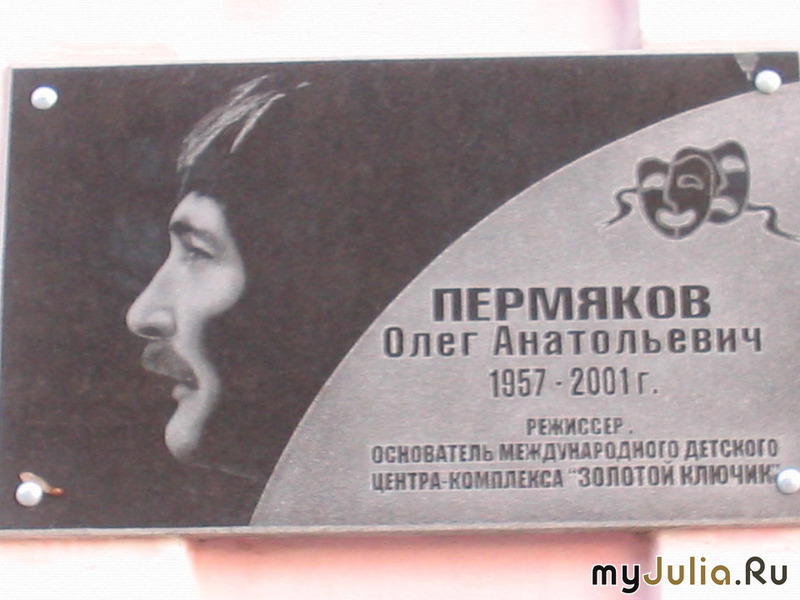 ПЕРМЯКОВ
Олег Анатольевич
1957 - 2001 г.
РЕЖИССЕР.
ОСНОВАТЕЛЬ МЕЖДУНАРОДНОГО ДЕТСКОГО
ЦЕНТРА-КОМПЛЕКСА "ЗОЛОТОЙ КЛЮЧИК"
myJulia.Ru